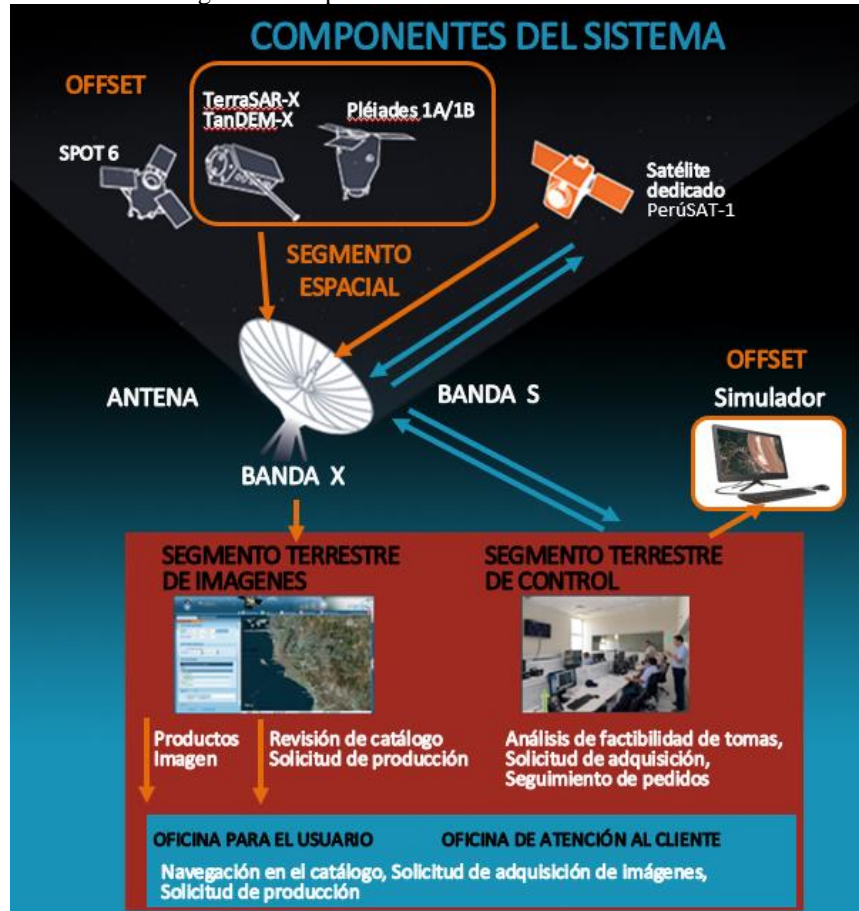 COMPONENTES DEL SISTEMA
OFFSET
TerraSAR-X
TanDEM-X
Pléiades 1A/1B
SPOT 6
Satélite
dedicado
PerúSAT-1
SEGMENTO
ESPACIAL
OFFSET
ANTENA
BANDA S
Simulador
BANDA X
SEGMENTO TERRESTRE
DE IMAGENES
SEGMENTO TERRESTRE
DE CONTROL
Productos
Imagen
Revisión de catálogo
Solicitud de producción
Análisis de factibilidad de tomas,
Solicitud de adquisición,
Seguimiento de pedidos
OFICINA PARA EL USUARIO
OFICINA DE ATENCIÓN AL CLIENTE
Navegación en el catálogo, Solicitud de adquisición de imágenes,
Solicitud de producción